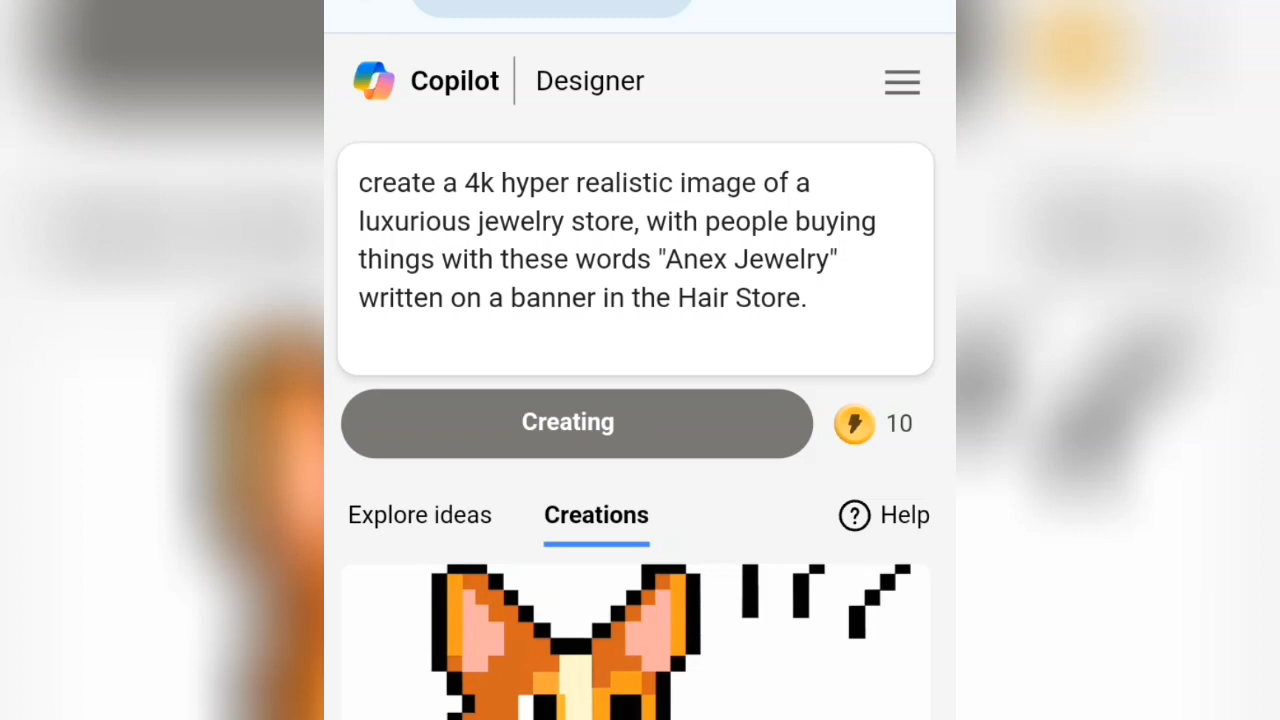 Copilot | Designer
create a 4k hyper realistic image of a
luxurious jewelry store, with people buying
things with these words "Anex Jewelry"
written on a banner in the Hair Store.
Creating
10
Explore ideas Creations Help